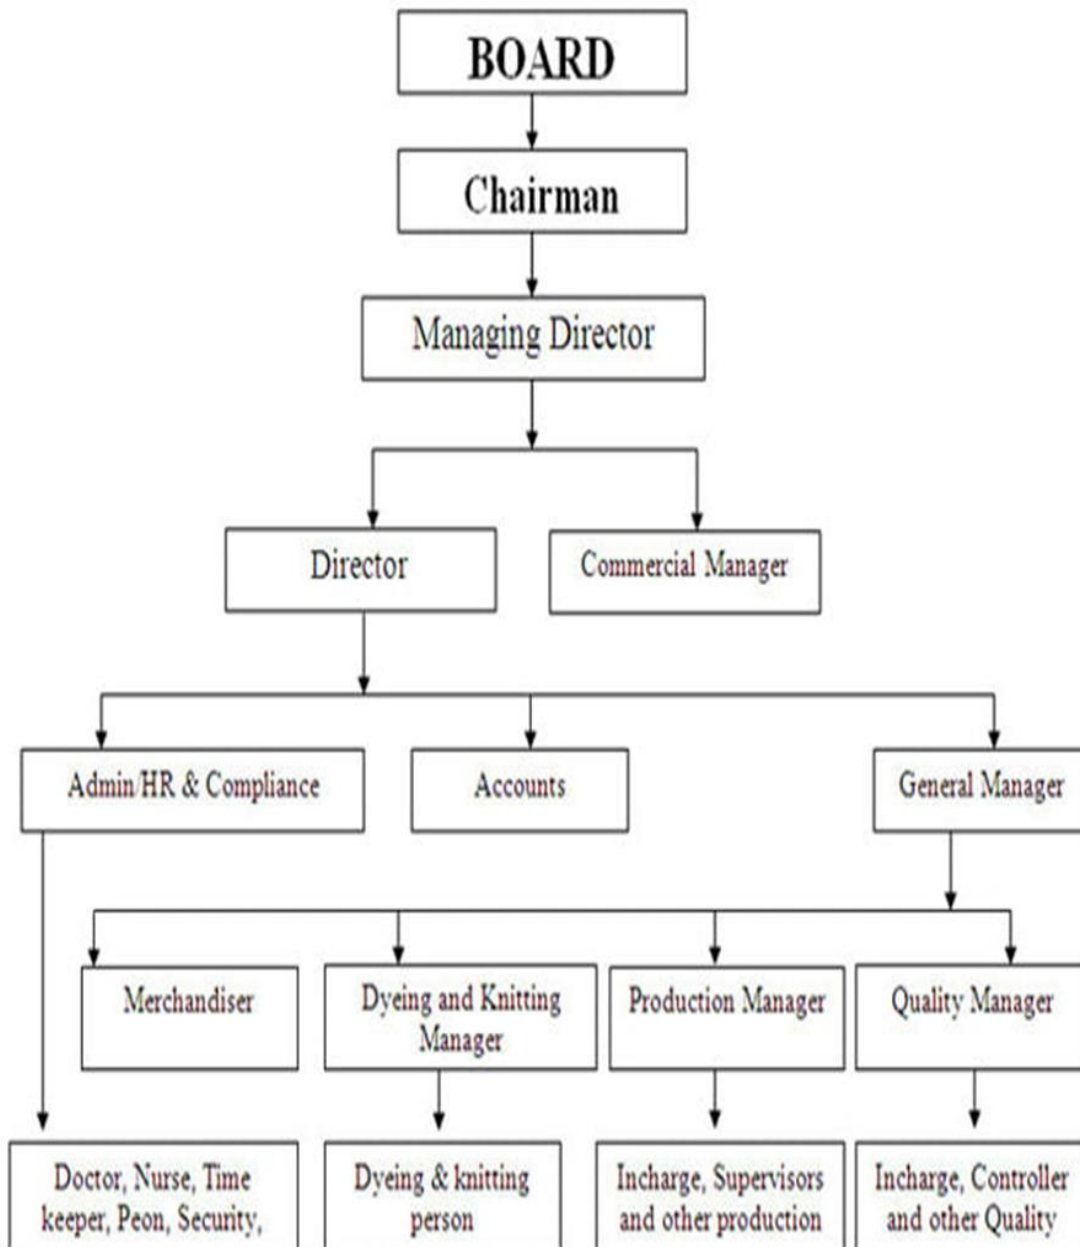 BOARD
Chairman
Managing Director
Director
Commercial Manager
Admin/HR & Compliance
Accounts
General Manager
Merchandiser
Dyeing and Knitting
Manager
Production Manager
Quality Manager
Doctor, Nurse, Time
keeper, Peon, Security,
Dyeing & knitting
person
Incharge, Supervisors
and other production
Incharge, Controller
and other Quality